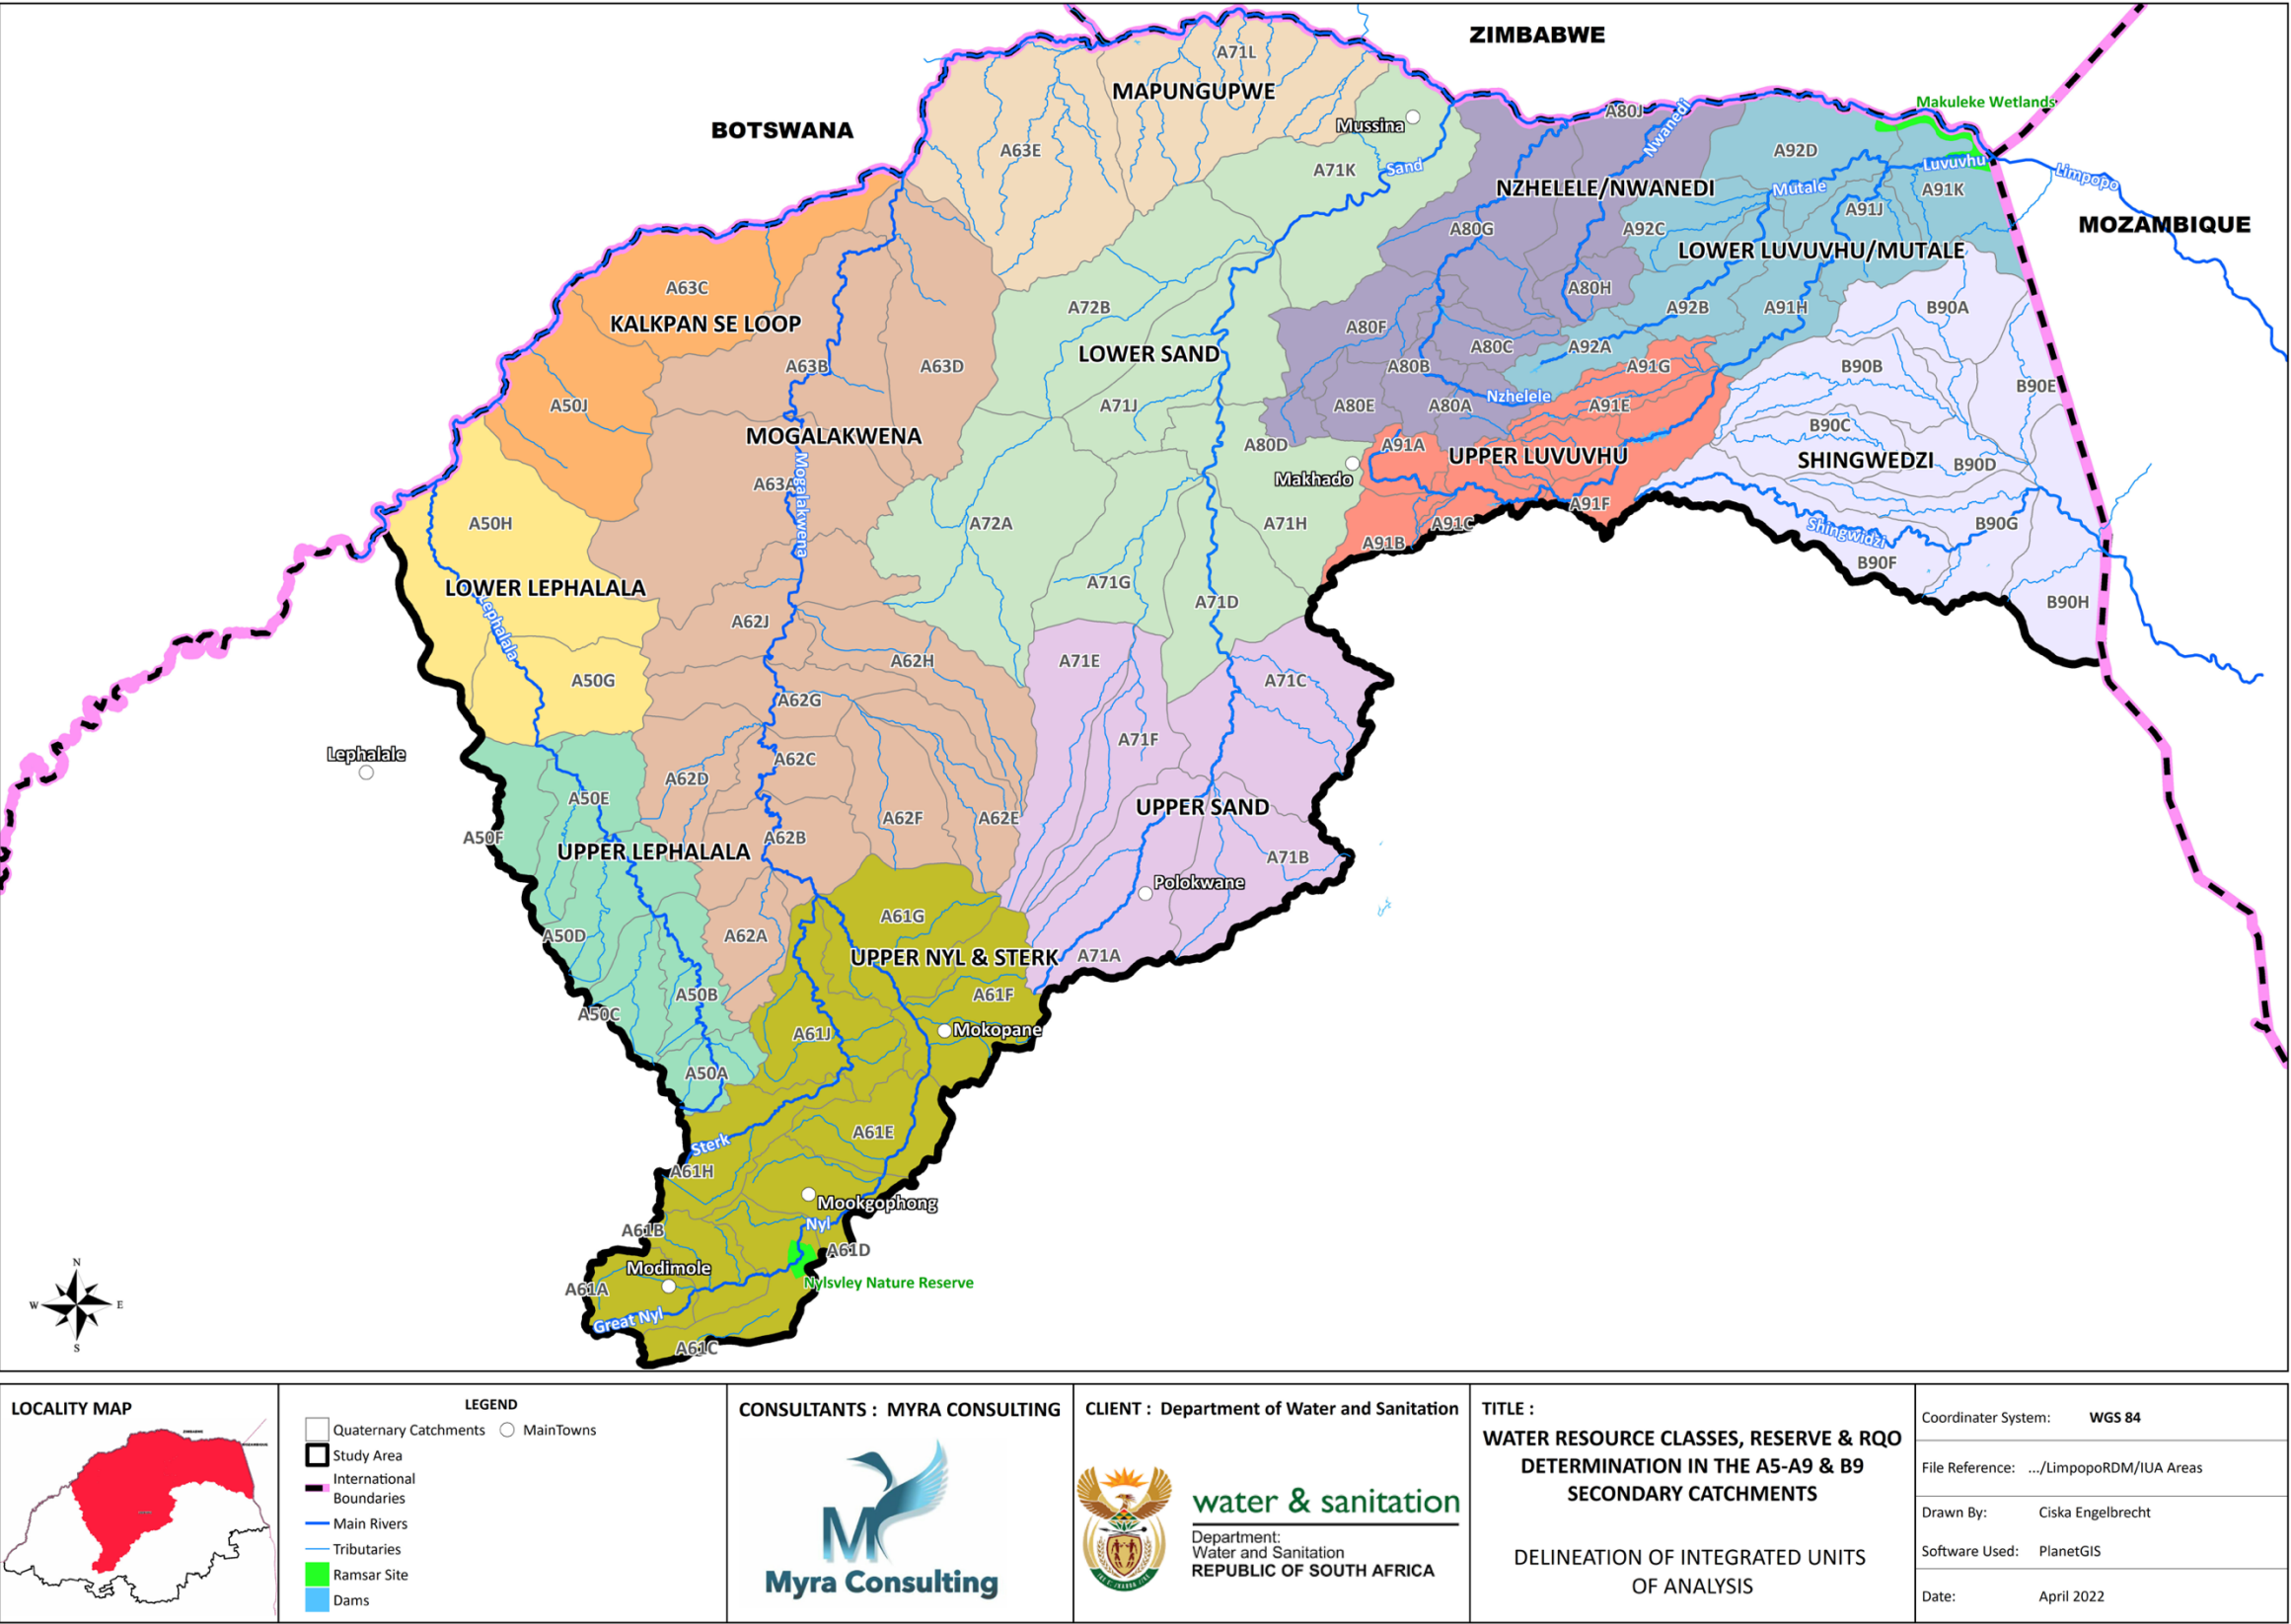 ZIMBABWE
A71L
MAPUNGUPWE
Makuleke Wetlands
A80J
Nwanedi
BOTSWANA
Mussina
A63E
A92D
Luvuvhu
Limpopo
A71K
Sand
NZHELELE/NWANEDI
Mutale
A91K
A91J
MOZAMBIQUE
A80G
A92C
LOWER LUVUVHU/MUTALE
A63C
A80H
KALKPAN SE LOOP
A72B
A92B
A91H
B90A
A80F
LOWER SAND
A80C
A92A
A63B
A63D
A80B
A91G
B90B
B90E
A50J
A71J
A80E
A80A
Nzhelele
A91E
MOGALAKWENA
A80D
A91A
B90C
UPPER LUVUVHU
SHINGWEDZI
B90D
Makhado
A63A
Mogalakwena
A50H
A72A
A71H
A91C
A91F
B90G
Shingwidzi
A91B
B90F
LOWER LEPHALALA
A71G
A71D
B90H
Lephalala
A62J
A62H
A71E
A50G
A71C
A62G
Lephalale
A71F
A62C
A62D
A50E
UPPER SAND
A50F
A62F
A62E
A62B
UPPER LEPHALALA
A71B
Polokwane
A61G
A50D
A62A
UPPER NYL & STERK
A71A
A50B
A61F
A50C
A61J
Mokopane
A50A
Sterk
A61E
A61H
Mookgophong
Nyl
A61B
A61D
Modimole
Nylsvley Nature Reserve
A61A
Great Nyl
A61C
N
W
E
S
LOCALITY MAP
LEGEND
Quaternary Catchments
MainTowns
Study Area
International
Boundaries
Main Rivers
Tributaries
Ramsar Site
Dams
CONSULTANTS : MYRA CONSULTING
Myra Consulting
CLIENT : Department of Water and Sanitation
water & sanitation
Department:
Water and Sanitation
REPUBLIC OF SOUTH AFRICA
TITLE :
WATER RESOURCE CLASSES, RESERVE & RQO
DETERMINATION IN THE A5-A9 & B9
SECONDARY CATCHMENTS
DELINEATION OF INTEGRATED UNITS
OF ANALYSIS
Coordinater System: WGS 84
File Reference: .../LimpopoRDM/IUA Areas
Drawn By: Ciska Engelbrecht
Software Used: PlanetGIS
Date: April 2022